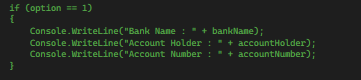 if (option == 1)
{
Console.WriteLine("Bank Name : " + bankName);
Console.WriteLine("Account Holder : " + accountHolder);
Console.WriteLine("Account Number : " + accountNumber);
}